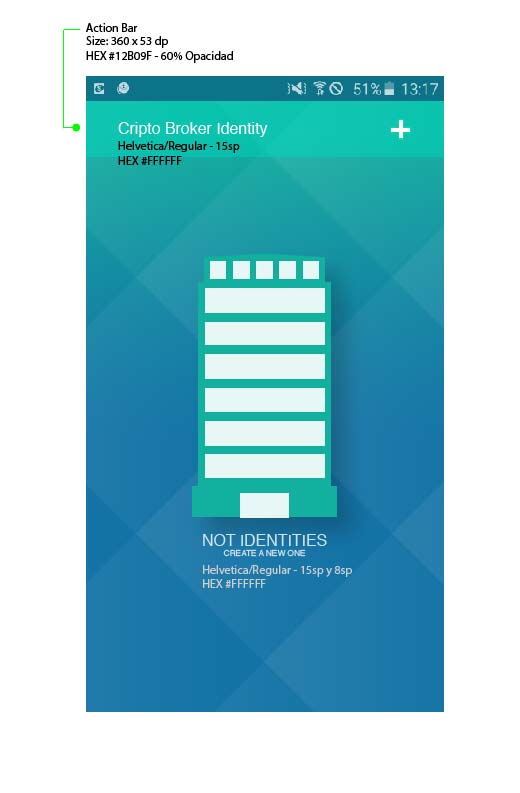 Action Bar
Size: 360 x 53 dp
HEX #12B09F - 60% Opacidad
51% 13:17
Cripto Broker Identity
Helvetica/Regular - 15sp
HEX #FFFFFF
NOT IDENTITIES
CREATE A NEW ONE
Helvetica/Regular - 15sp y 8sp
HEX #FFFFFF